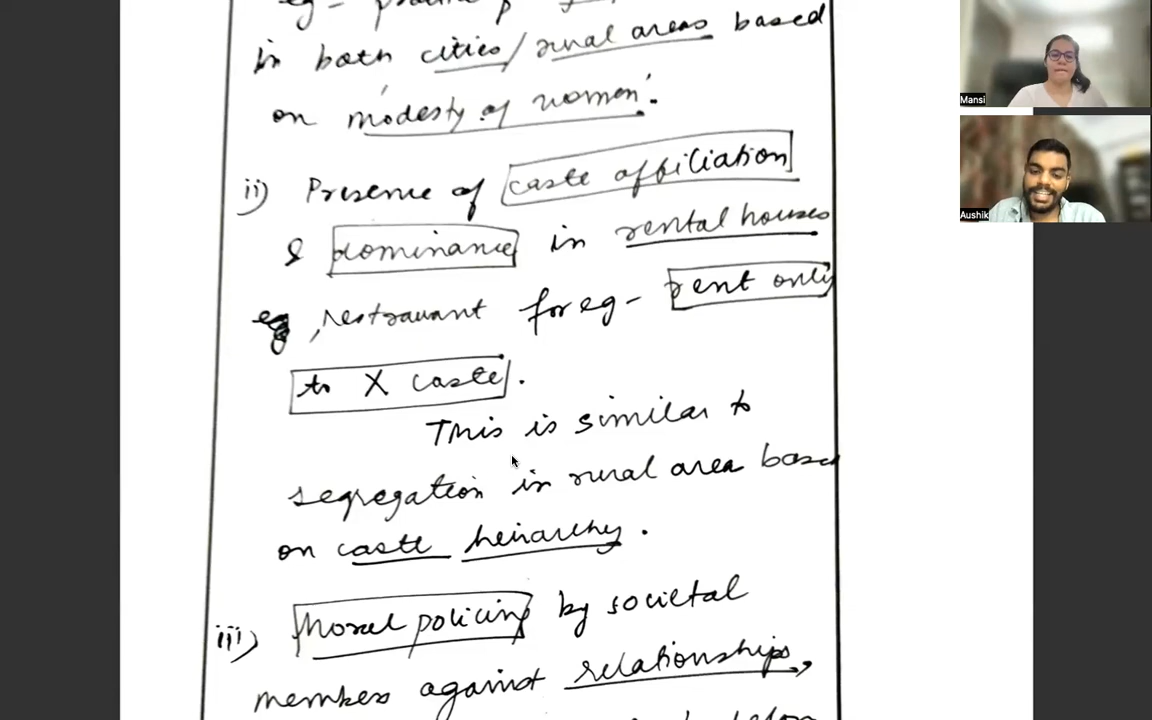 in both cities/rural areas based
on modesty of women'.
ii) Presence of caste affiliation
& dominance in rental houses
eg, restrauant for eg- rent only
to X caste.
This is similar to
segregation in rural area based
on caste heirarhy.
iii) Moral policing by societal
members against relationships,
Mansi
Aushik